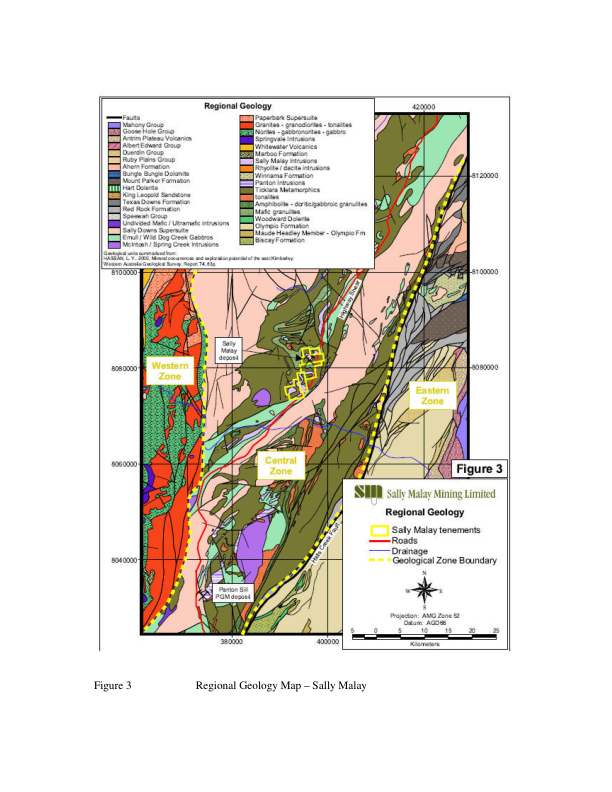 Regional Geology
Faults
Mahony Group
Goose Hole Group
Antrim Plateau Volcanics
Albert Edward Group
Duerdin Group
Ruby Plains Group
Ahern Formation
Bungle Bungle Dolomite
Mount Parker Formation
Hart Dolerite
King Leopold Sandstone
Texas Downs Formation
Red Rock Formation
Speewah Group
Undivided Mafic / Ultramafic Intrusions
Sally Downs Supersuite
Emull / Wild Dog Creek Gabbros
McIntosh / Spring Creek Intrusions
Paperbark Supersuite
Granites - granodiorites - tonalites
Norites - gabbronorites - gabbro
Springvale Intrusions
Whitewater Volcanics
Marboo Formation
Sally Malay Intrusions
Rhyolite / dacite intrusions
Winnama Formation
Panton Intrusions
Tickalara Metamorphics
tonalites
Amphibolite - doritic/gabbroic granulites
Mafic granulites
Woodward Dolerite
Olympio Formation
Maude Headley Member - Olympio Fm
Biscay Formation
Geological units summarised from:
HASSAN, L. Y., 2000, Mineral occurrences and exploration potential of the east Kimberley.
Western Australia Geological Survey, Report 74, 83p.
420000
8120000
8100000
8100000
Highway Shear
Sally
Malay
deposit
8080000
8080000
Western
Zone
Eastern
Zone
Central
Zone
8060000
8040000
Halls Creek Fault
Panton Sill
PGM deposit
380000
400000
Figure 3
SMM Sally Malay Mining Limited
Regional Geology
Sally Malay tenements
Roads
Drainage
Geological Zone Boundary
N
W E
S
Projection: AMG Zone 52
Datum: AGD66
5 0 5 10 15 20 25
Kilometers
Figure 3 Regional Geology Map – Sally Malay